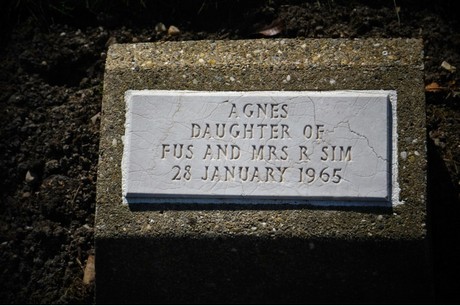 AGNES
DAUGHTER OF
FUS AND MRS R SIM
28 JANUARY 1965